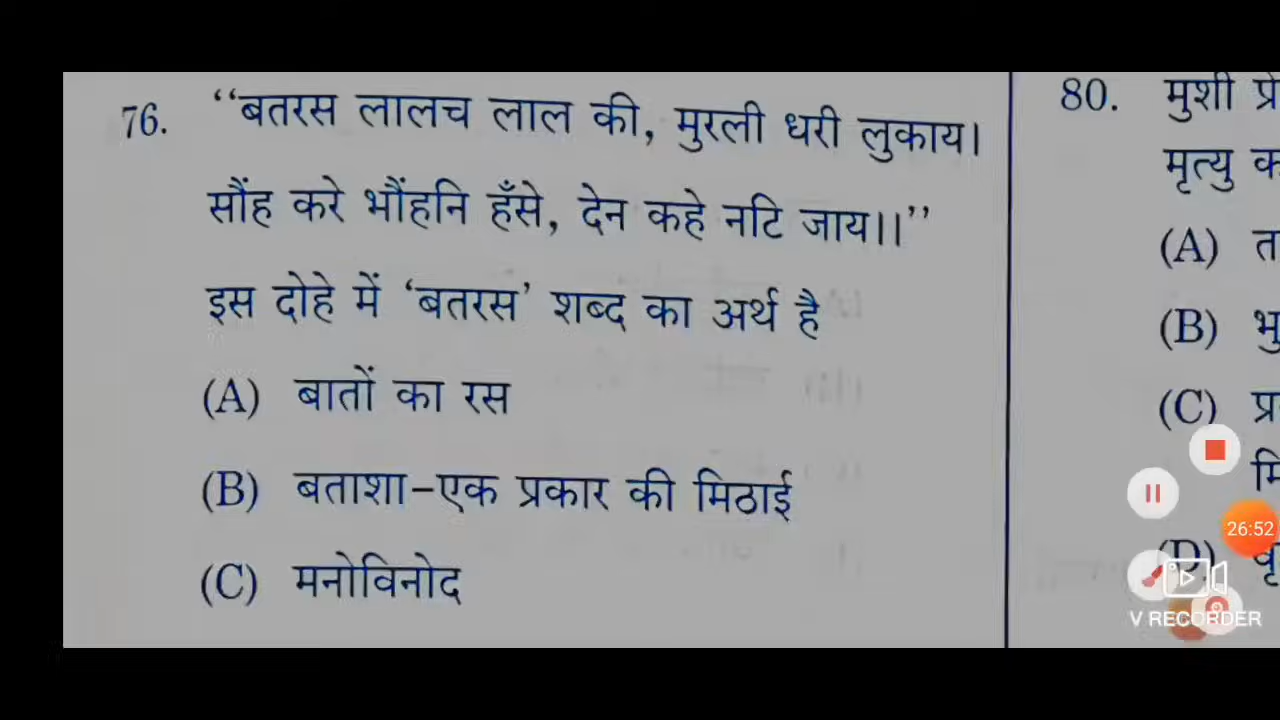 76. ‘‘बतरस लालच लाल की, मुरली धरी लुकाय।
सौंह करे भौंहनि हँसे, देन कहे नटि जाय।।’’
इस दोहे में ‘बतरस’ शब्द का अर्थ है
(A) बातों का रस
(B) बताशा-एक प्रकार की मिठाई
(C) मनोविनोद
80. मुशी प्रे
मृत्यु क
(A) त
(B) भु
(C) प्र
मि
(D) वृ
26:52
V RECORDER